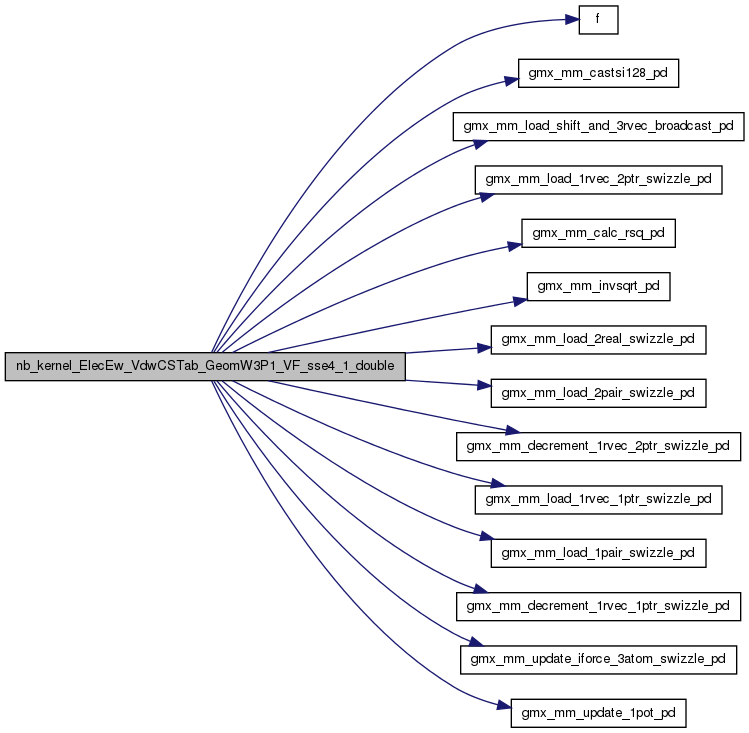 f
gmx_mm_castsi128_pd
gmx_mm_load_shift_and_3rvec_broadcast_pd
gmx_mm_load_1rvec_2ptr_swizzle_pd
gmx_mm_calc_rsq_pd
gmx_mm_invsqrt_pd
gmx_mm_load_2real_swizzle_pd
nb_kernel_ElecEw_VdwCSTab_GeomW3P1_VF_sse4_1_double
gmx_mm_load_2pair_swizzle_pd
gmx_mm_decrement_1rvec_2ptr_swizzle_pd
gmx_mm_load_1rvec_1ptr_swizzle_pd
gmx_mm_load_1pair_swizzle_pd
gmx_mm_decrement_1rvec_1ptr_swizzle_pd
gmx_mm_update_iforce_3atom_swizzle_pd
gmx_mm_update_1pot_pd